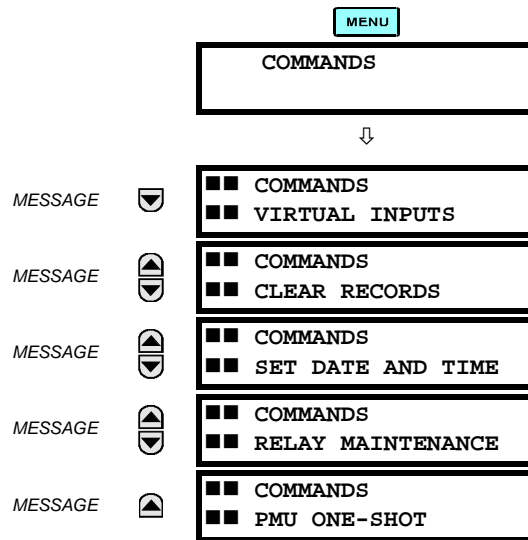 MENU
COMMANDS
MESSAGE
COMMANDS
VIRTUAL INPUTS
MESSAGE
COMMANDS
CLEAR RECORDS
MESSAGE
COMMANDS
SET DATE AND TIME
MESSAGE
COMMANDS
RELAY MAINTENANCE
MESSAGE
COMMANDS
PMU ONE-SHOT